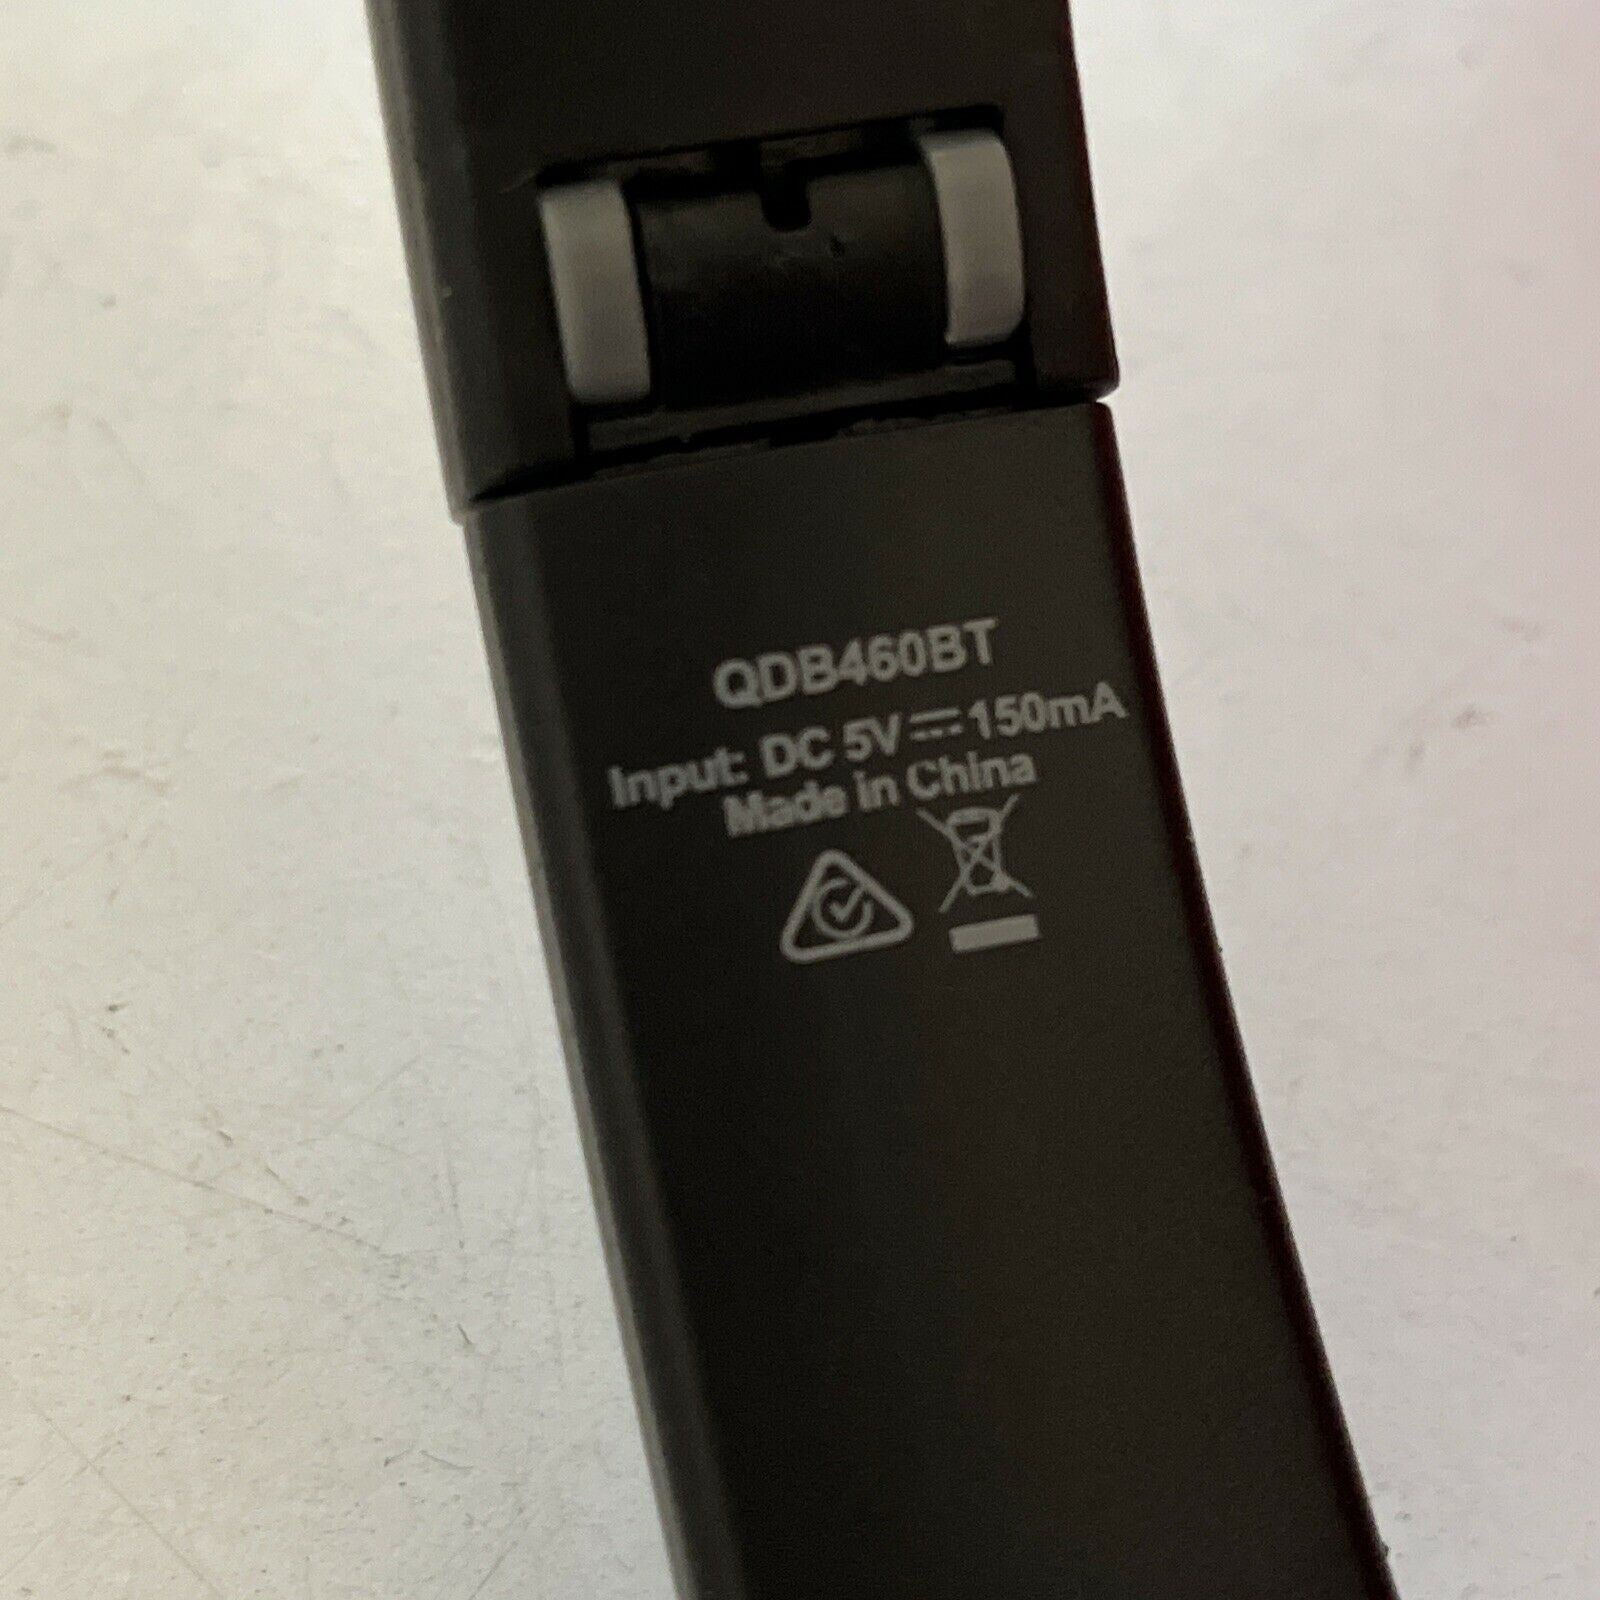 QDB460BT
Input: DC 5V⎓150mA
Made in China